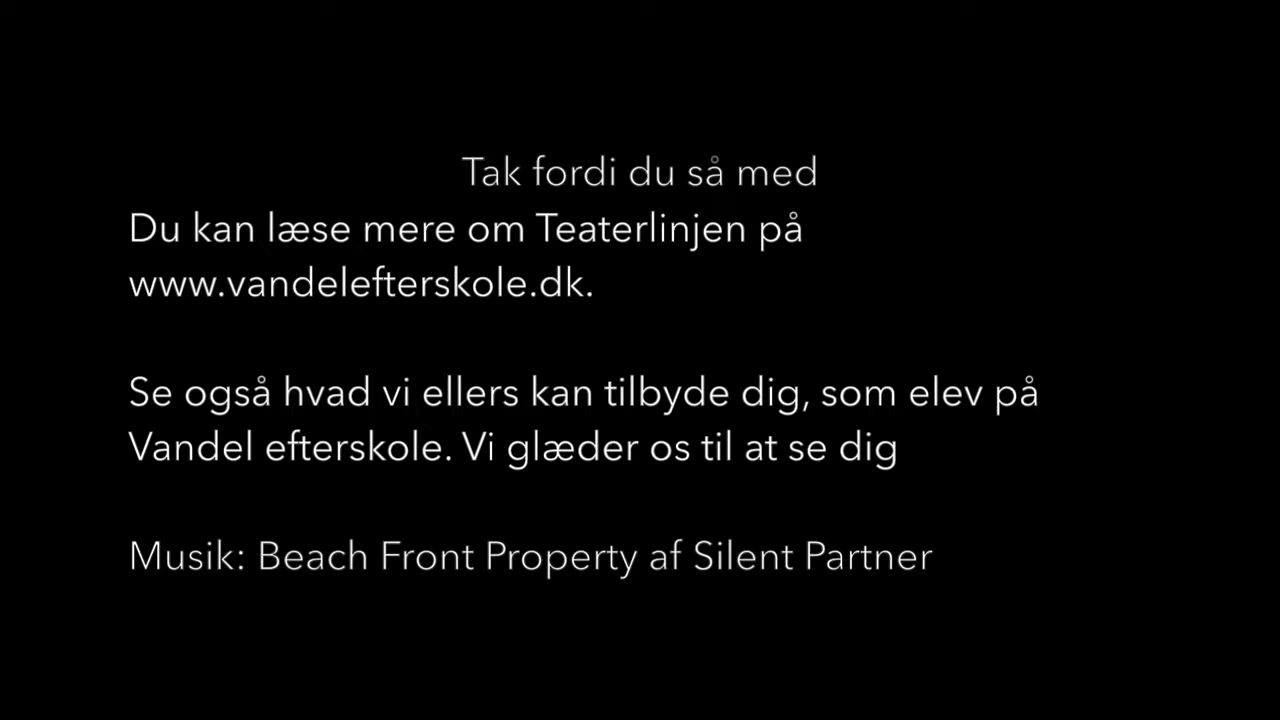 Tak fordi du så med
Du kan læse mere om Teaterlinjen på
www.vandelefterskole.dk.
Se også hvad vi ellers kan tilbyde dig, som elev på
Vandel efterskole. Vi glæder os til at se dig
Musik: Beach Front Property af Silent Partner